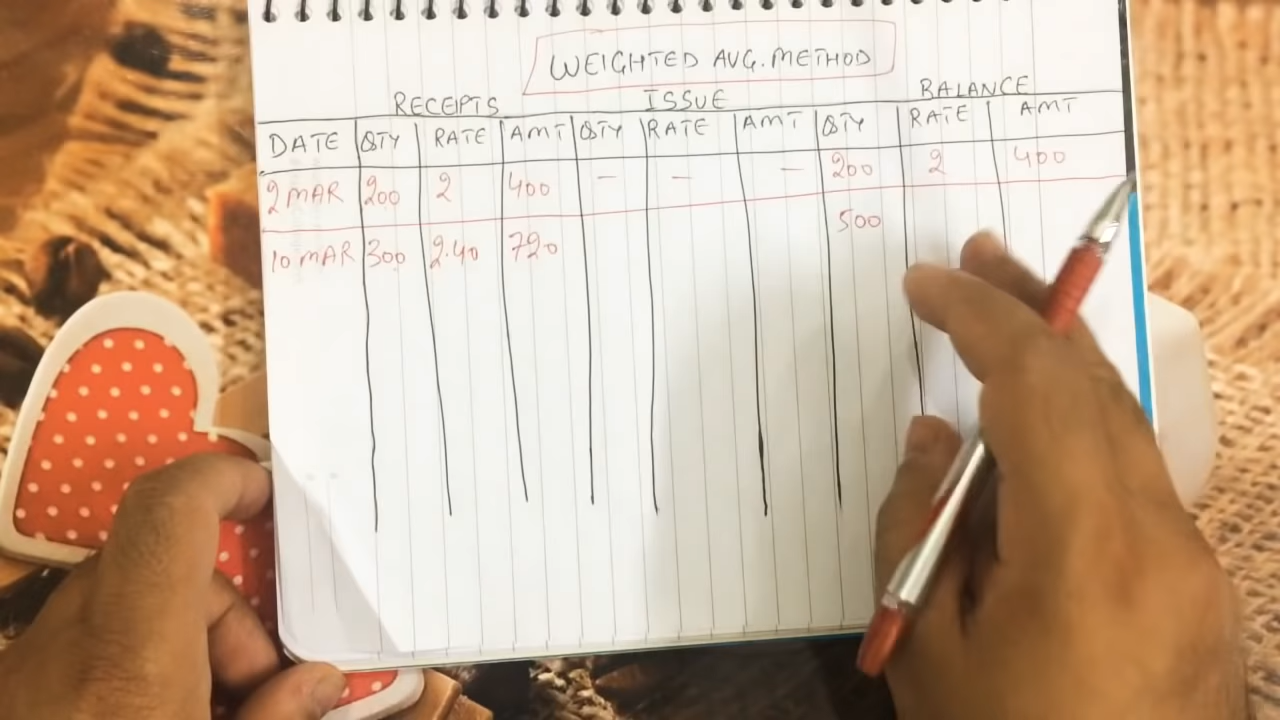 WEIGHTED AVG. METHOD
RECEIPTS ISSUE BALANCE
DATE QTY RATE AMT QTY RATE AMT QTY RATE AMT
2 MAR 200 2 400 — — — 200 2 400
10 MAR 300 2.40 720 500